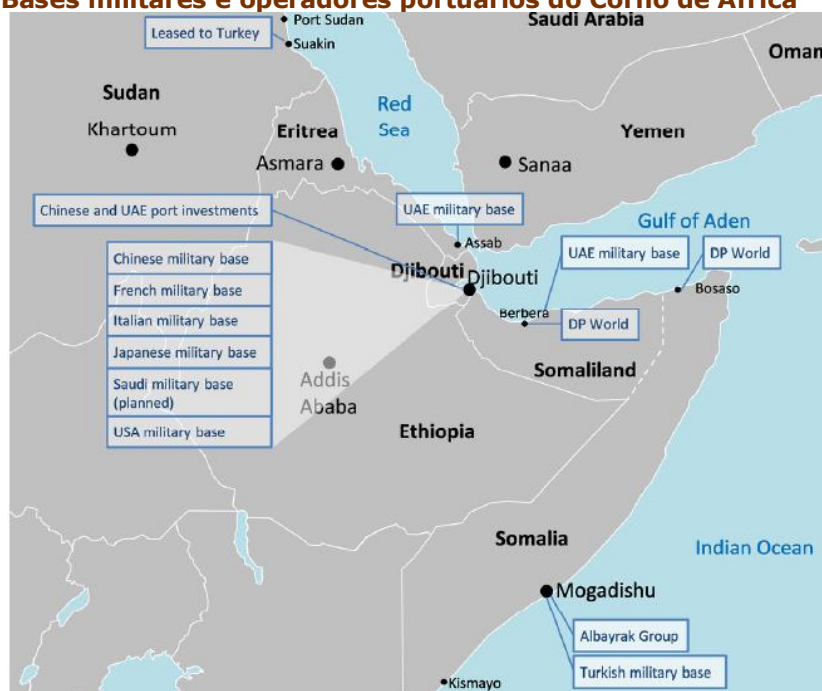 Bases militares e operadores portuários do Corno de África
Port Sudan
Saudi Arabia
Leased to Turkey
Suakin
Oman
Sudan
Red
Sea
Khartoum
Eritrea
Yemen
Asmara
Sanaa
Chinese and UAE port investments
UAE military base
Gulf of Aden
Assab
UAE military base
DP World
Chinese military base
Djibouti
Djibouti
Bosaso
French military base
Berbera
DP World
Italian military base
Japanese military base
Somaliland
Saudi military base
(planned)
Addis
Ababa
USA military base
Ethiopia
Somalia
Indian Ocean
Mogadishu
Albayrak Group
Turkish military base
Kismayo